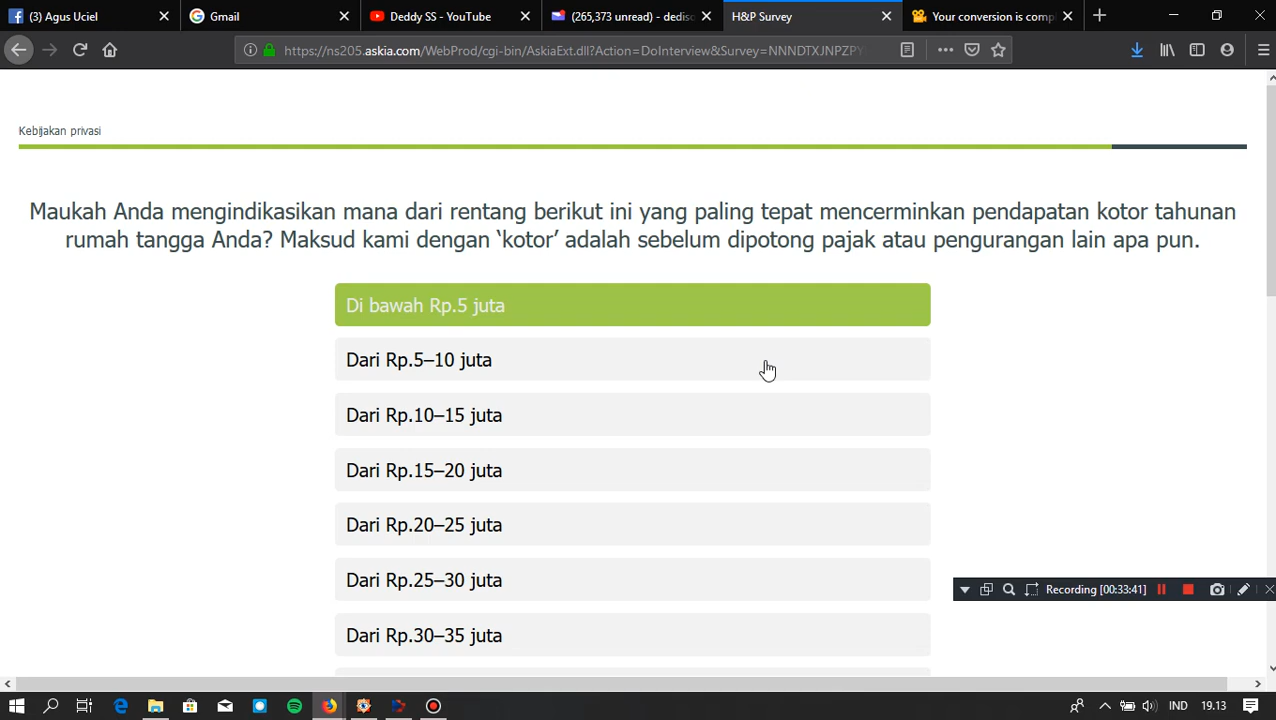 (3) Agus Uciel
Gmail
Deddy SS - YouTube
(265,373 unread) - dediso
H&P Survey
Your conversion is comp
https://ns205.askia.com/WebProd/cgi-bin/AskiaExt.dll?Action=DoInterview&Survey=NNNDTXJNPZPY
Kebijakan privasi
Maukah Anda mengindikasikan mana dari rentang berikut ini yang paling tepat mencerminkan pendapatan kotor tahunan
rumah tangga Anda? Maksud kami dengan ‘kotor’ adalah sebelum dipotong pajak atau pengurangan lain apa pun.
Di bawah Rp.5 juta
Dari Rp.5–10 juta
Dari Rp.10–15 juta
Dari Rp.15–20 juta
Dari Rp.20–25 juta
Dari Rp.25–30 juta
Recording [00:33:41]
Dari Rp.30–35 juta
IND
19.13